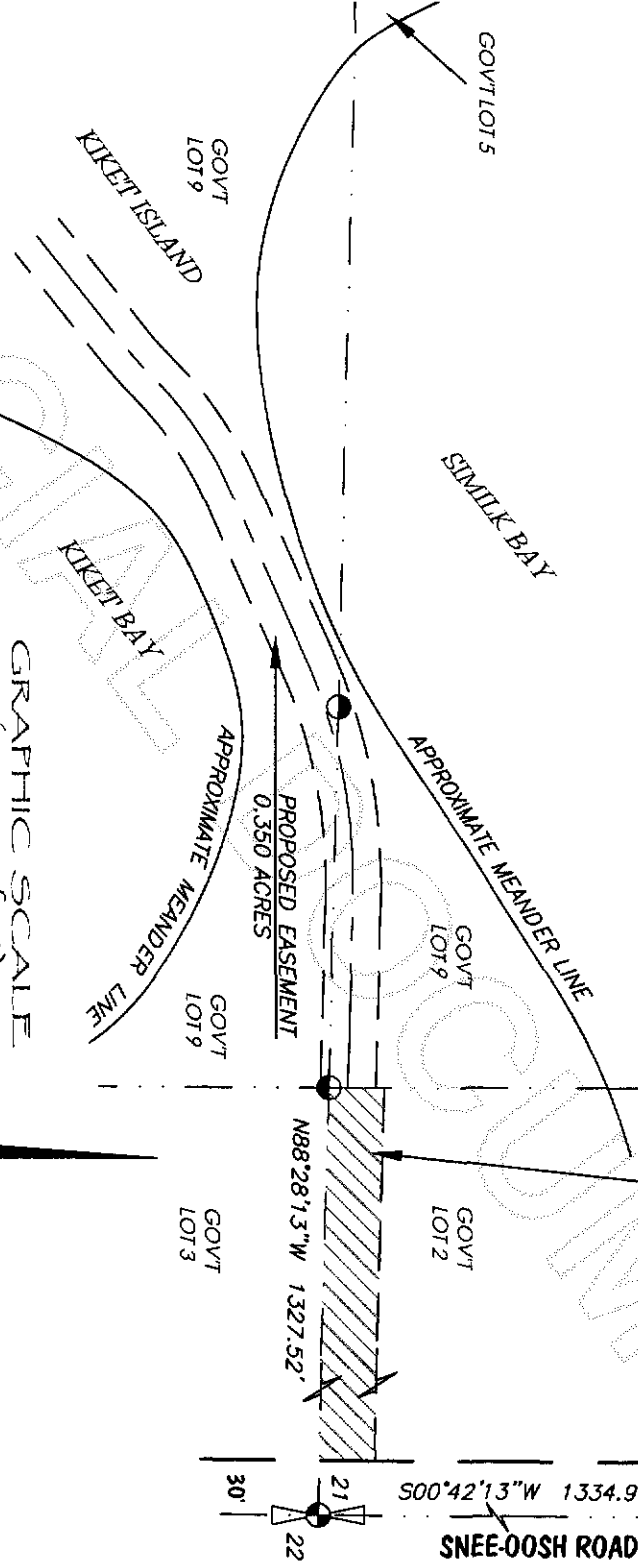 GOVT LOT 5
GOVT
LOT 9
KIKET ISLAND
SIMILK BAY
KIKET BAY
APPROXIMATE MEANDER LINE
APPROXIMATE MEANDER LINE
PROPOSED EASEMENT
0.350 ACRES
GOVT
LOT 9
GOVT
LOT 9
GRAPHIC SCALE
N88°28'13"W 1327.52'
GOVT
LOT 2
GOVT
LOT 3
S00°42'13"W 1334.9
SNEE-OOSH ROAD
30'
21
22